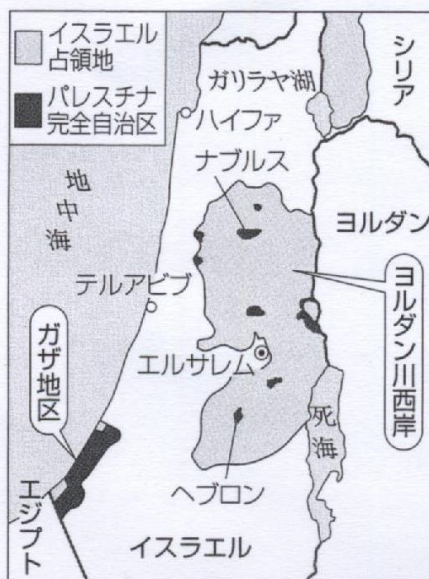 イスラエル
占領地
パレスチナ
完全自治区
シリア
ガリラヤ湖
ハイファ
ナブルス
地中海
ヨルダン
テルアビブ
ヨルダン川西岸
ガザ地区
エルサレム
死海
ヘブロン
エジプト
イスラエル